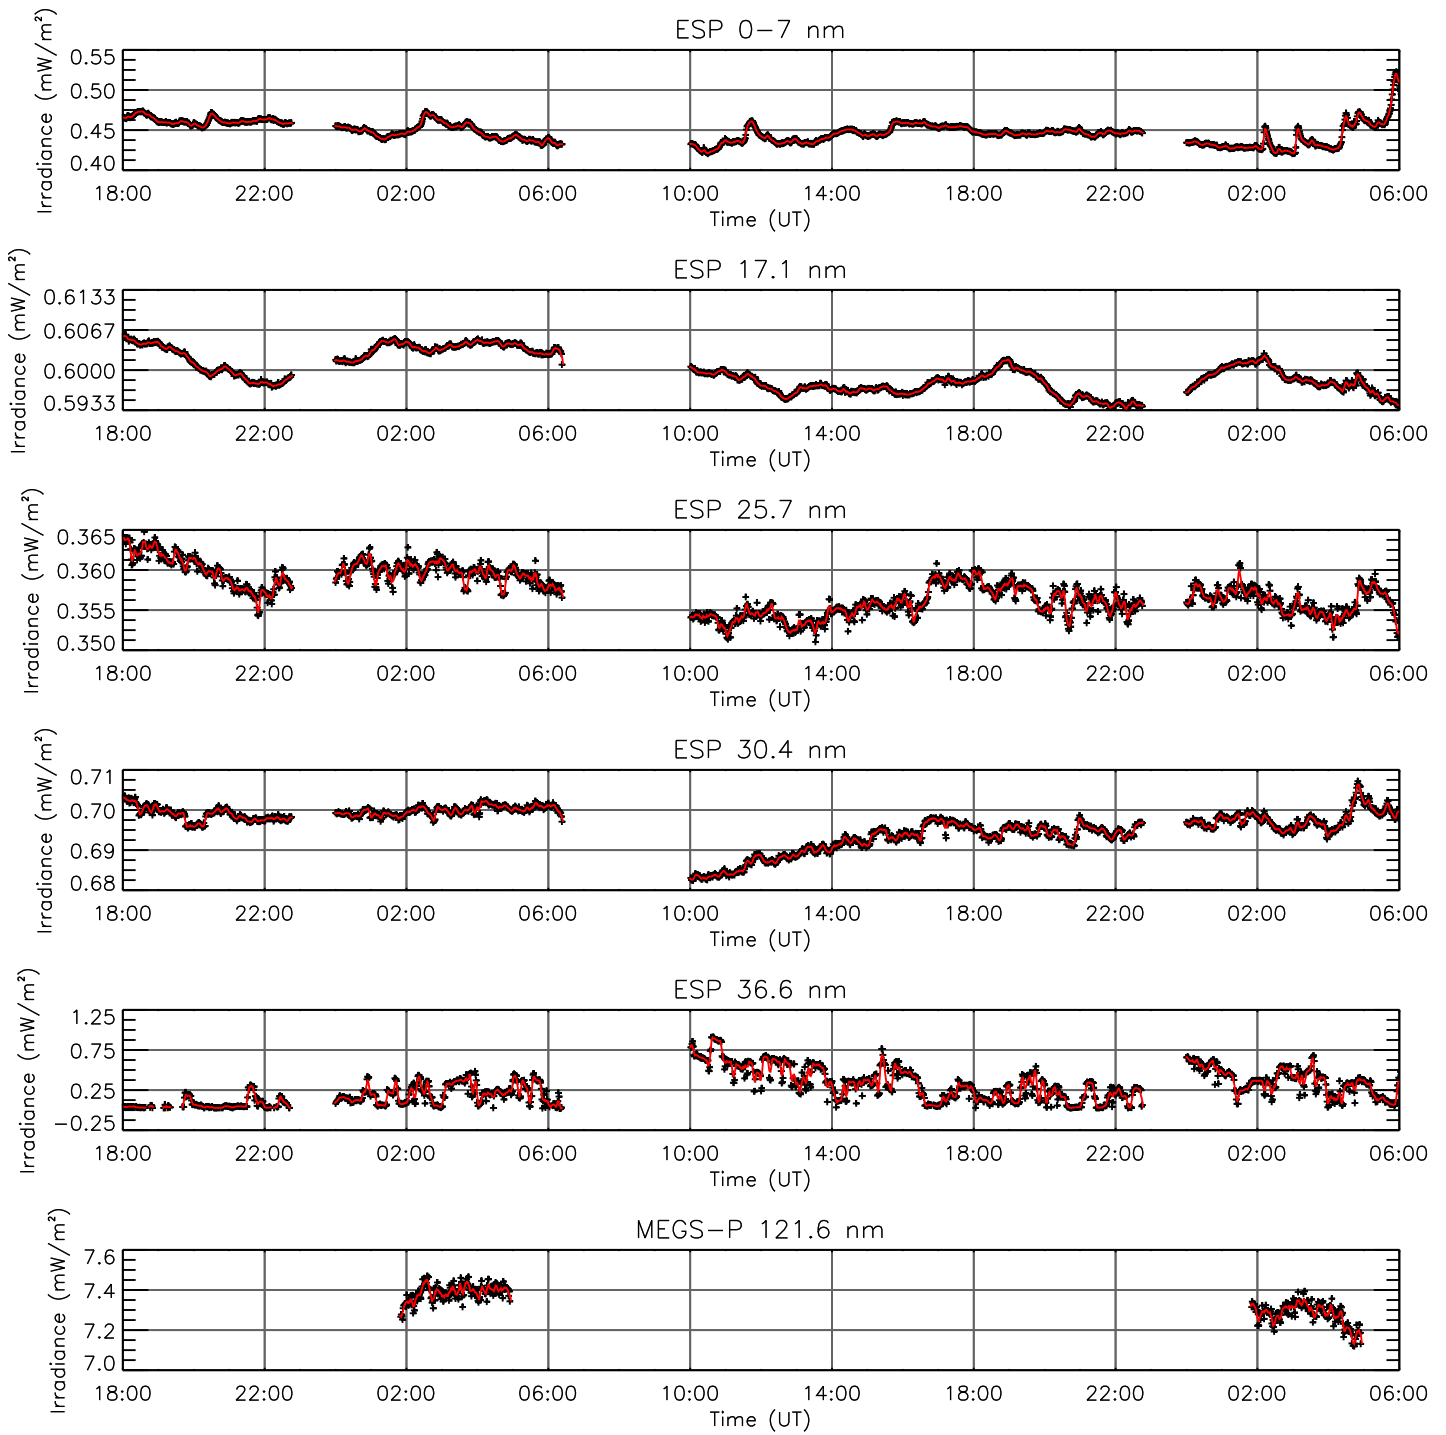 ESP 0−7 nm
Irradiance (mW/m²)
0.55
0.50
0.45
0.40
18:00 22:00 02:00 06:00 10:00 14:00 18:00 22:00 02:00 06:00
Time (UT)
ESP 17.1 nm
Irradiance (mW/m²)
0.6133
0.6067
0.6000
0.5933
18:00 22:00 02:00 06:00 10:00 14:00 18:00 22:00 02:00 06:00
Time (UT)
ESP 25.7 nm
Irradiance (mW/m²)
0.365
0.360
0.355
0.350
18:00 22:00 02:00 06:00 10:00 14:00 18:00 22:00 02:00 06:00
Time (UT)
ESP 30.4 nm
Irradiance (mW/m²)
0.71
0.70
0.69
0.68
18:00 22:00 02:00 06:00 10:00 14:00 18:00 22:00 02:00 06:00
Time (UT)
ESP 36.6 nm
Irradiance (mW/m²)
1.25
0.75
0.25
−0.25
18:00 22:00 02:00 06:00 10:00 14:00 18:00 22:00 02:00 06:00
Time (UT)
MEGS−P 121.6 nm
Irradiance (mW/m²)
7.6
7.4
7.2
7.0
18:00 22:00 02:00 06:00 10:00 14:00 18:00 22:00 02:00 06:00
Time (UT)